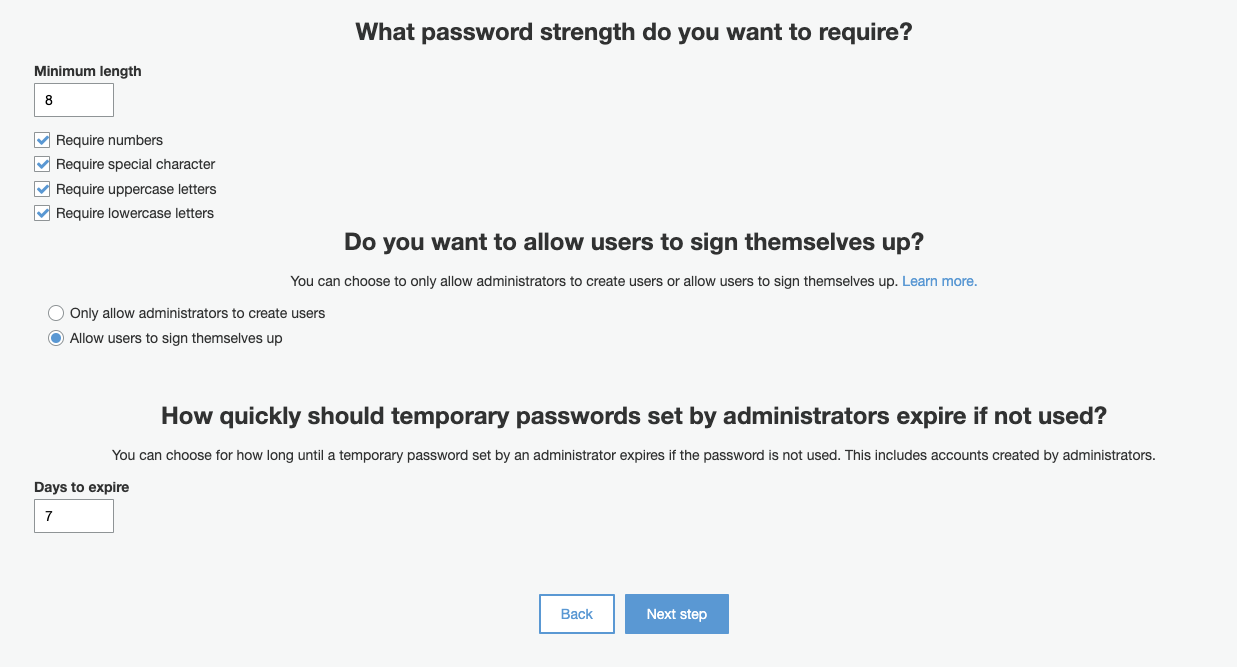 What password strength do you want to require?
Minimum length
8
Require numbers
Require special character
Require uppercase letters
Require lowercase letters
Do you want to allow users to sign themselves up?
You can choose to only allow administrators to create users or allow users to sign themselves up. Learn more.
Only allow administrators to create users
Allow users to sign themselves up
How quickly should temporary passwords set by administrators expire if not used?
You can choose for how long until a temporary password set by an administrator expires if the password is not used. This includes accounts created by administrators.
Days to expire
7
Back Next step